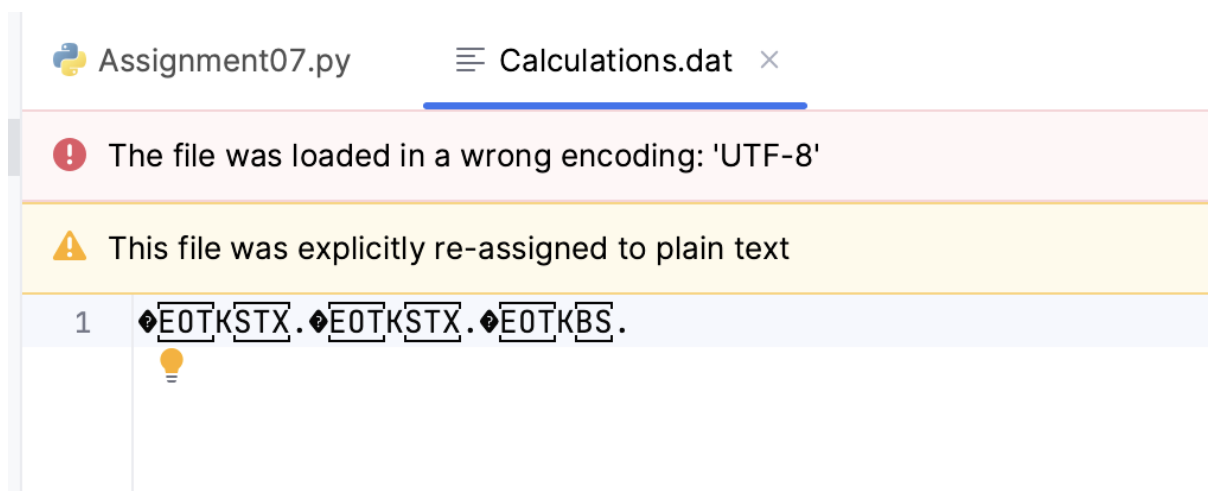 Assignment07.py
Calculations.dat ×
The file was loaded in a wrong encoding: 'UTF-8'
This file was explicitly re-assigned to plain text
1 �EOTKSTX.�EOTKSTX.�EOTKBS.